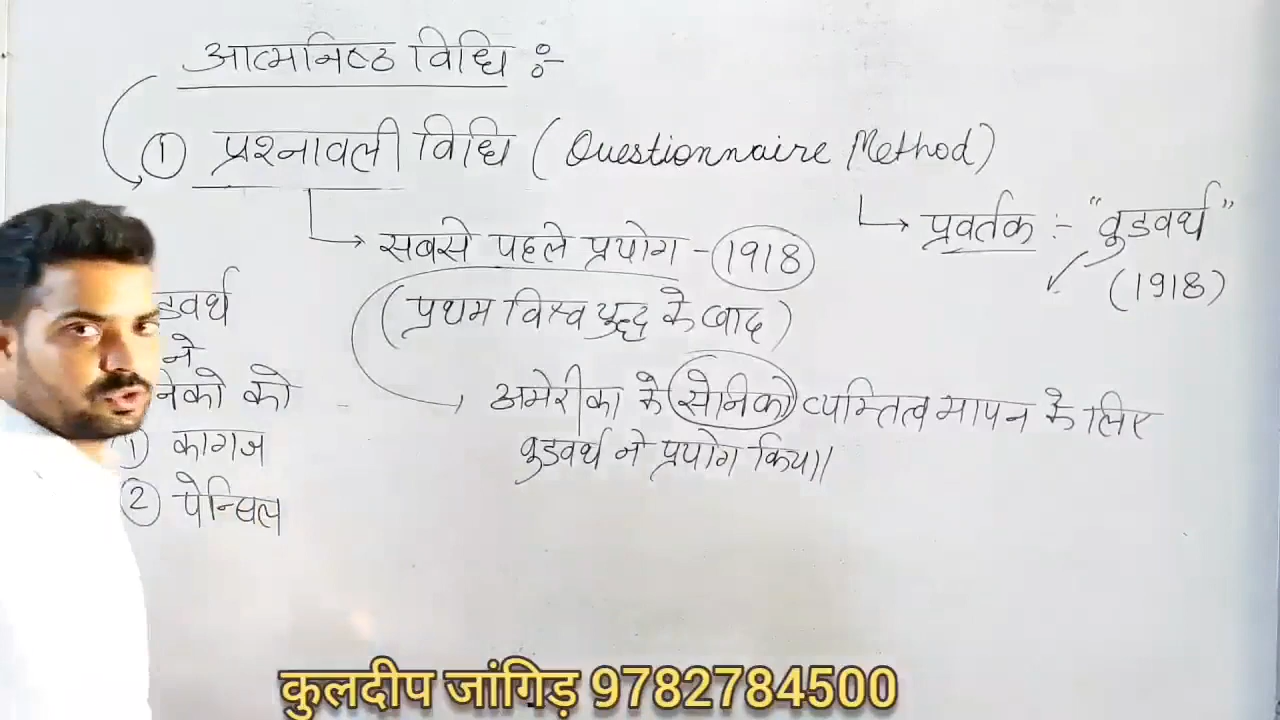 आत्मनिष्ठ विधि :-
① प्रश्नावली विधि (Questionnaire Method)
→ प्रवर्तक :- "वुडवर्थ"
(1918)
→ सबसे पहले प्रयोग - 1918
(प्रथम विश्व युद्ध के बाद)
→ अमेरीका के सैनिको व्यक्तित्व मापन के लिए
वुडवर्थ ने प्रयोग किया।
डवर्थ
ने
नेको को
① कागज
② पेन्सिल
कुलदीप जांगिड़ 9782784500